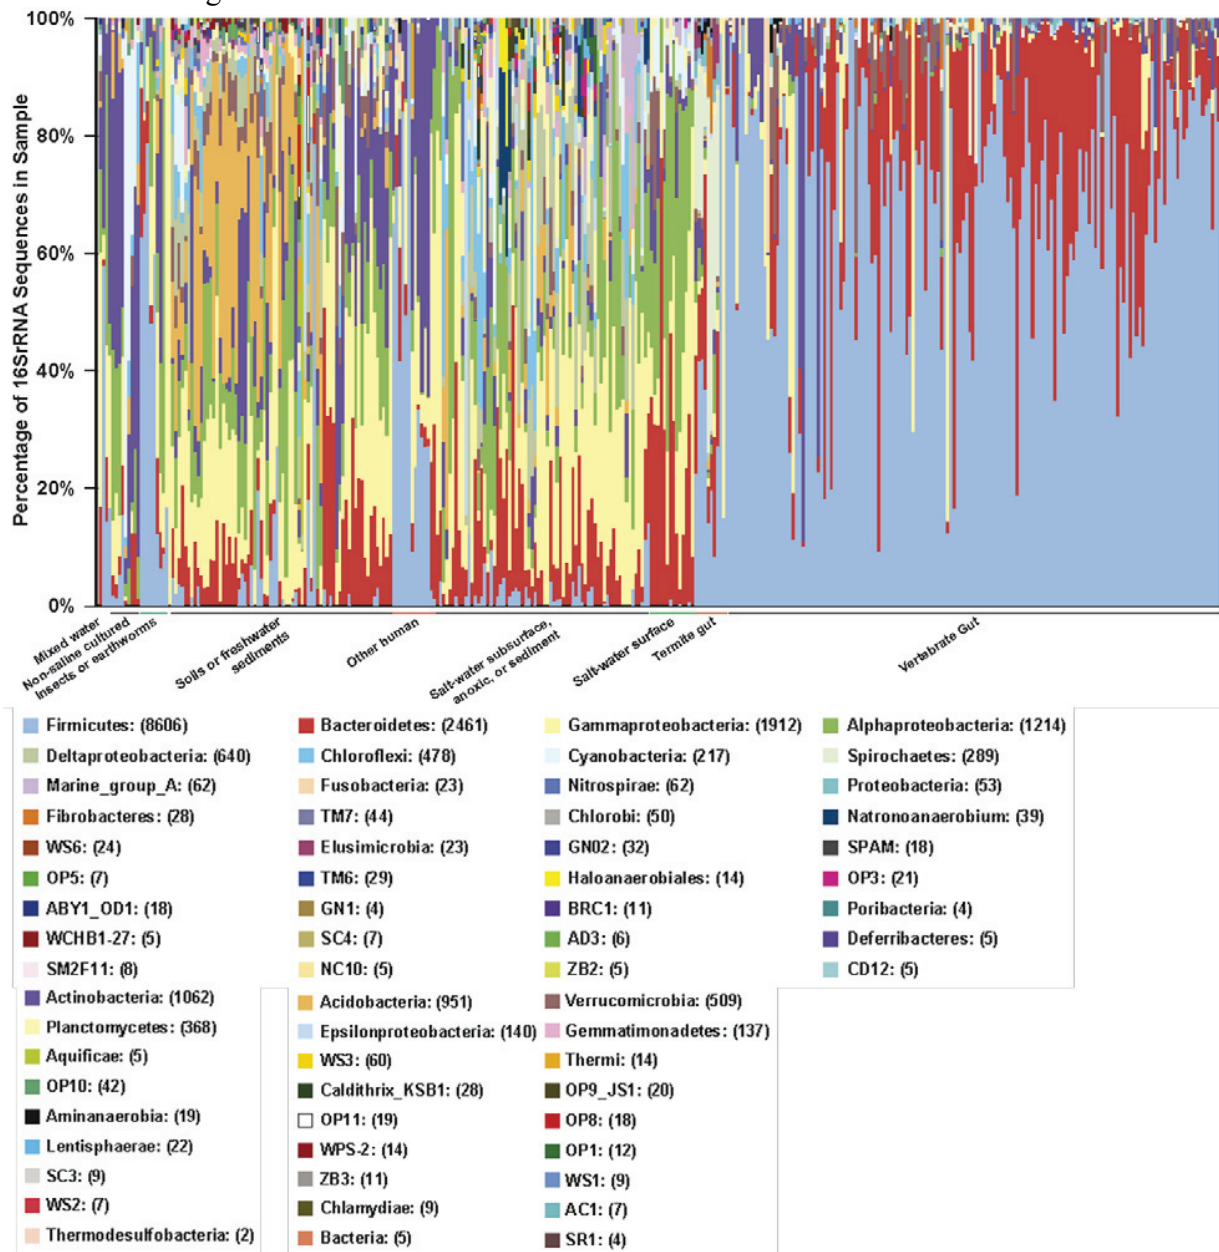 100%
80%
60%
40%
20%
0%
Percentage of 16SrRNA Sequences in Sample
Mixed water
Non-saline cultured
Insects or earthworms
Soils or freshwater
sediments
Other human
Salt-water subsurface,
anoxic, or sediment
Salt-water surface
Termite gut
Vertebrate Gut
Firmicutes: (8606) Bacteroidetes: (2461) Gammaproteobacteria: (1912) Alphaproteobacteria: (1214)
Deltaproteobacteria: (640) Chloroflexi: (478) Cyanobacteria: (217) Spirochaetes: (289)
Marine_group_A: (62) Fusobacteria: (23) Nitrospirae: (62) Proteobacteria: (53)
Fibrobacteres: (28) TM7: (44) Chlorobi: (50) Natronoanaerobium: (39)
WS6: (24) Elusimicrobia: (23) GN02: (32) SPAM: (18)
OP5: (7) TM6: (29) Haloanaerobiales: (14) OP3: (21)
ABY1_OD1: (18) GN1: (4) BRC1: (11) Poribacteria: (4)
WCHB1-27: (5) SC4: (7) AD3: (6) Deferribacteres: (5)
SM2F11: (8) NC10: (5) ZB2: (5) CD12: (5)
Actinobacteria: (1062) Acidobacteria: (951) Verrucomicrobia: (509)
Planctomycetes: (368) Epsilonproteobacteria: (140) Gemmatimonadetes: (137)
Aquificae: (5) WS3: (60) Thermi: (14)
OP10: (42) Caldithrix_KSB1: (28) OP9_JS1: (20)
Aminanaerobia: (19) OP11: (19) OP8: (18)
Lentisphaerae: (22) WPS-2: (14) OP1: (12)
SC3: (9) ZB3: (11) WS1: (9)
WS2: (7) Chlamydiae: (9) AC1: (7)
Thermodesulfobacteria: (2) Bacteria: (5) SR1: (4)